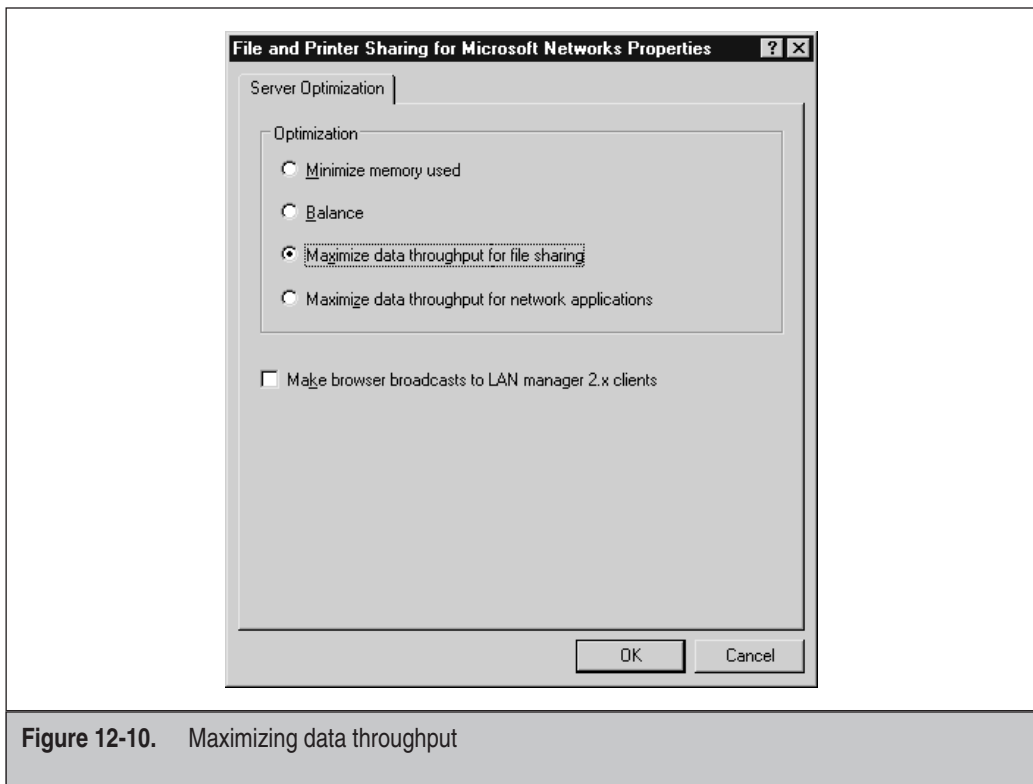 File and Printer Sharing for Microsoft Networks Properties
Server Optimization
Optimization
Minimize memory used
Balance
Maximize data throughput for file sharing
Maximize data throughput for network applications
Make browser broadcasts to LAN manager 2.x clients
OK Cancel
Figure 12-10. Maximizing data throughput